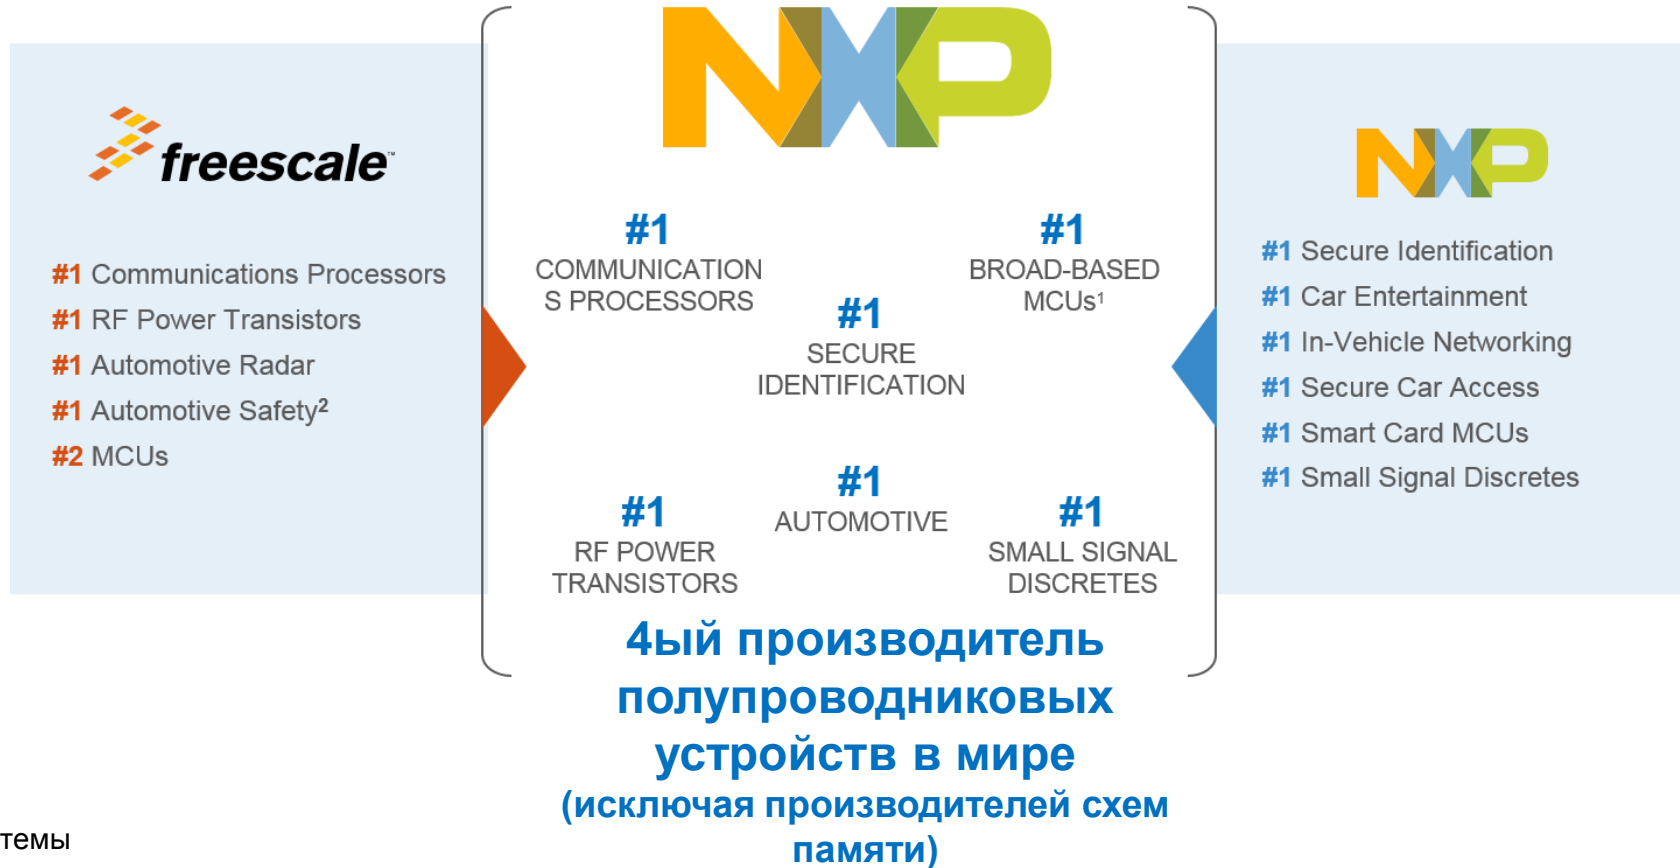 freescale™
#1 Communications Processors
#1 RF Power Transistors
#1 Automotive Radar
#1 Automotive Safety²
#2 MCUs
NXP
#1
COMMUNICATION
S PROCESSORS
#1
BROAD-BASED
MCUs¹
#1
SECURE
IDENTIFICATION
#1
RF POWER
TRANSISTORS
#1
AUTOMOTIVE
#1
SMALL SIGNAL
DISCRETES
4ый производитель
полупроводниковых
устройств в мире
(исключая производителей схем
памяти)
NXP
#1 Secure Identification
#1 Car Entertainment
#1 In-Vehicle Networking
#1 Secure Car Access
#1 Smart Card MCUs
#1 Small Signal Discretes
темы